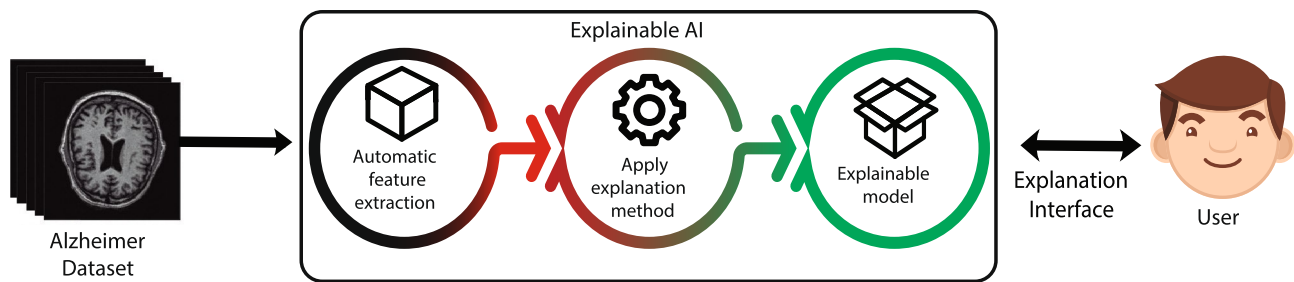 Explainable AI
Automatic
feature
extraction
Apply
explanation
method
Explainable
model
Alzheimer
Dataset
Explanation
Interface
User